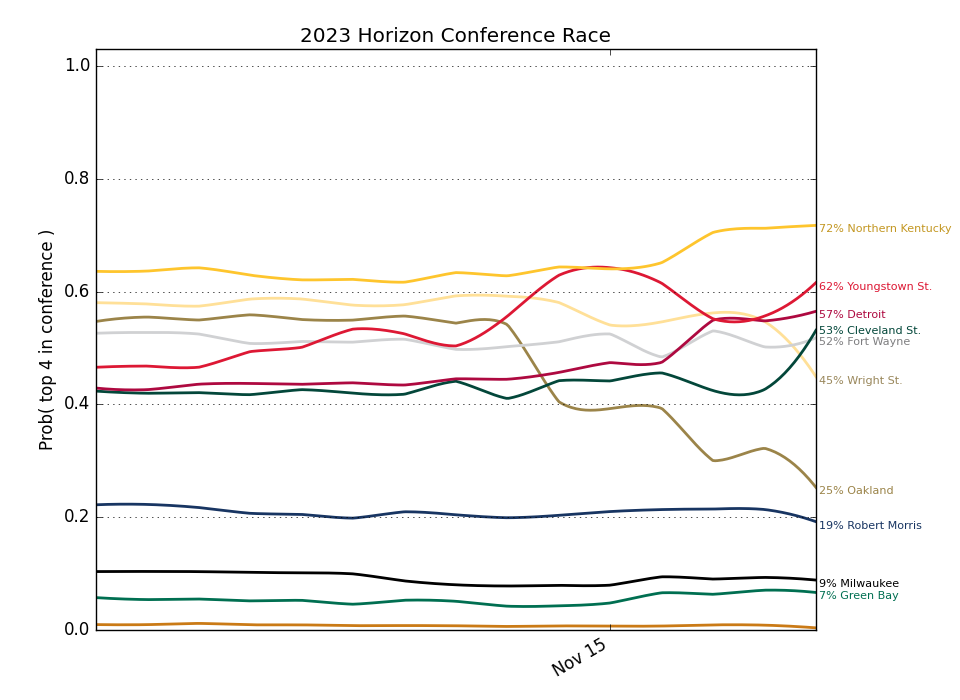 2023 Horizon Conference Race
1.0
0.8
0.6
0.4
0.2
0.0
Prob( top 4 in conference )
Nov 15
72% Northern Kentucky
62% Youngstown St.
57% Detroit
53% Cleveland St.
52% Fort Wayne
45% Wright St.
25% Oakland
19% Robert Morris
9% Milwaukee
7% Green Bay